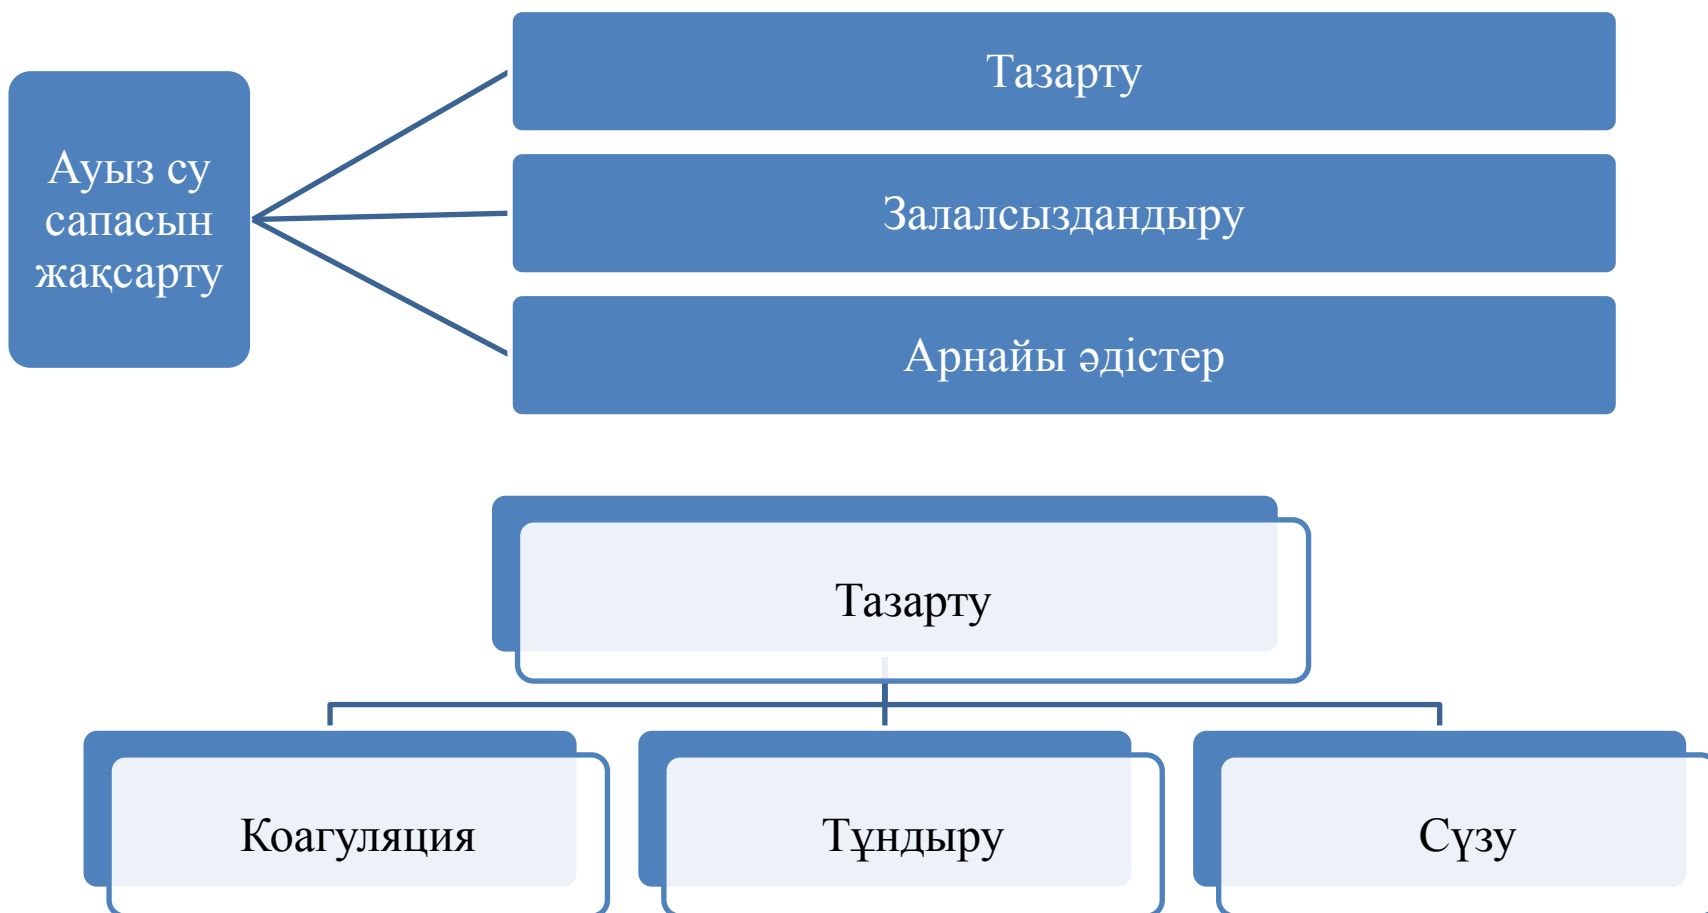 Ауыз су
сапасын
жақсарту
Тазарту
Залалсыздандыру
Арнайы әдістер
Тазарту
Коагуляция
Тұндыру
Сүзу